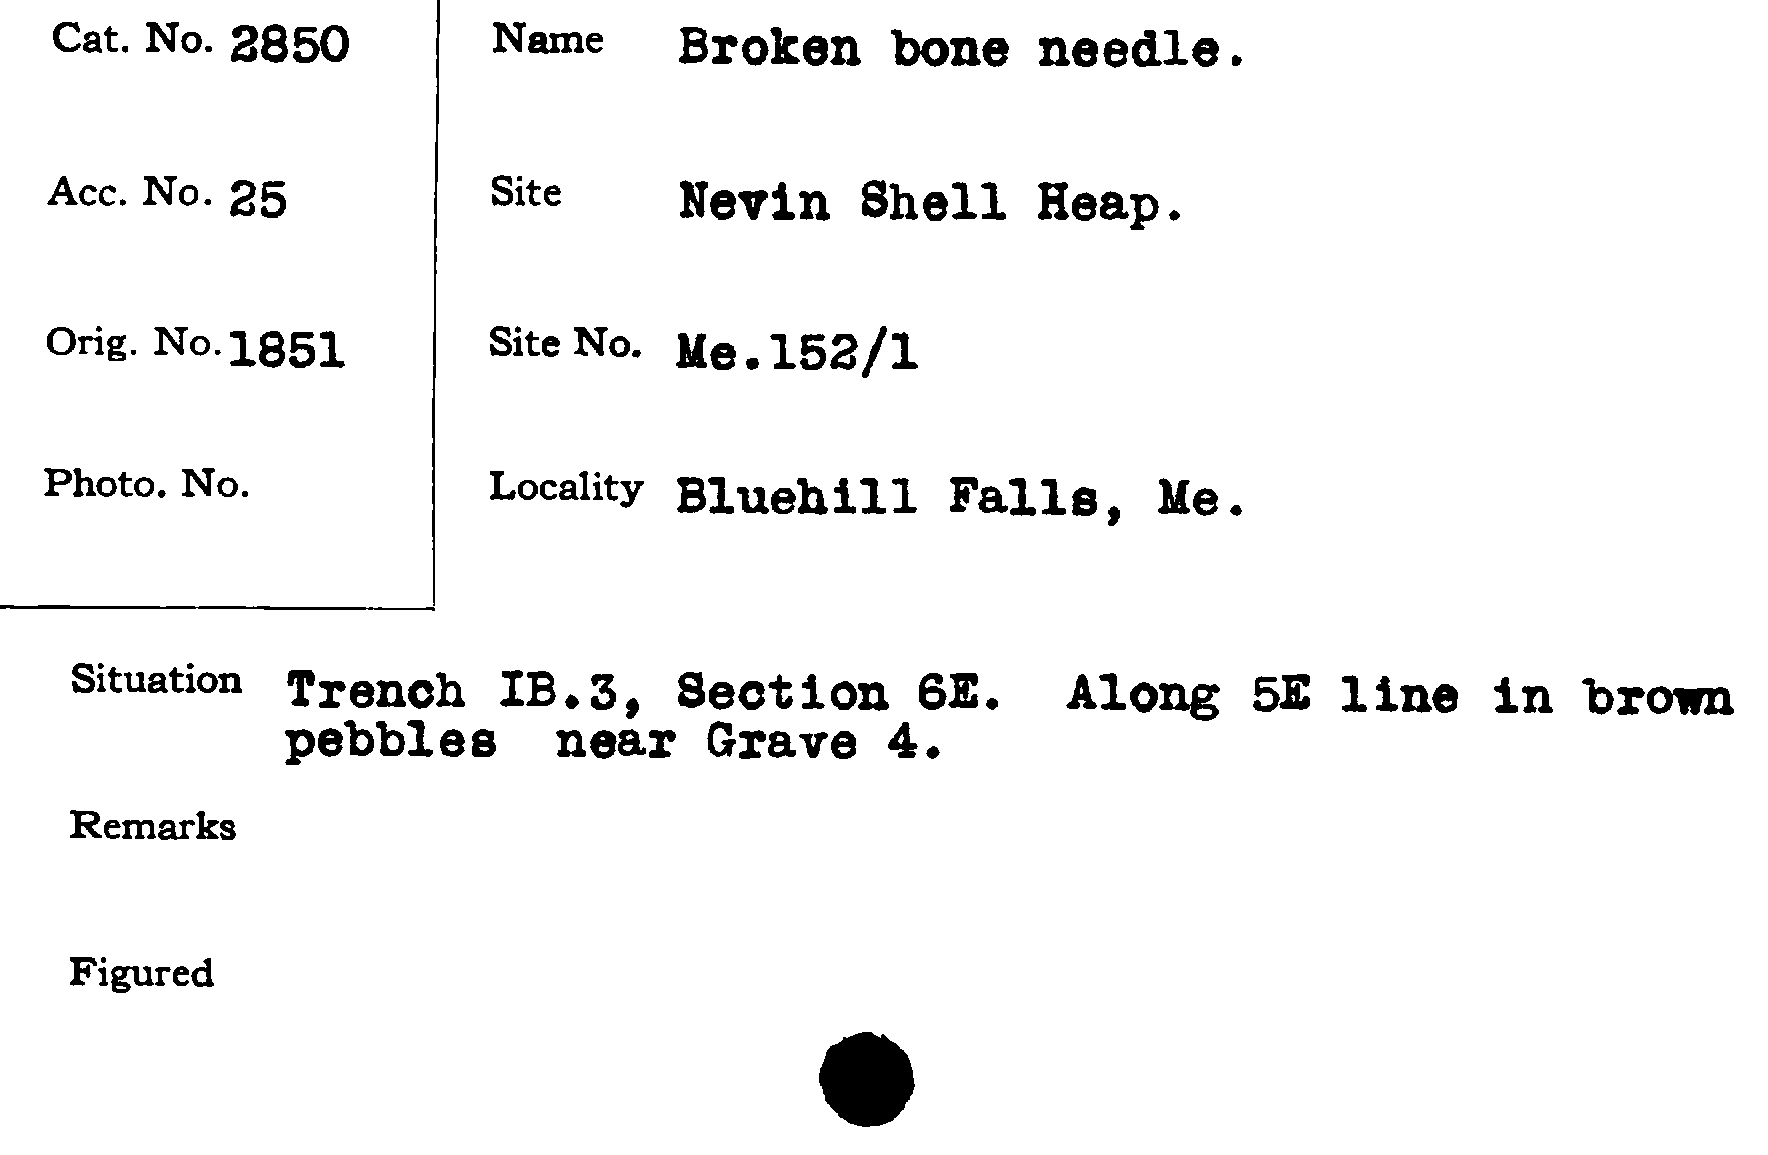 Cat. No. 2850
Acc. No. 25
Orig. No. 1851
Photo. No.
Name Broken bone needle.
Site Nevin Shell Heap.
Site No. Me.152/1
Locality Bluehill Falls, Me.
Situation Trench IB.3, Section 6E. Along 5E line in brown
pebbles near Grave 4.
Remarks
Figured